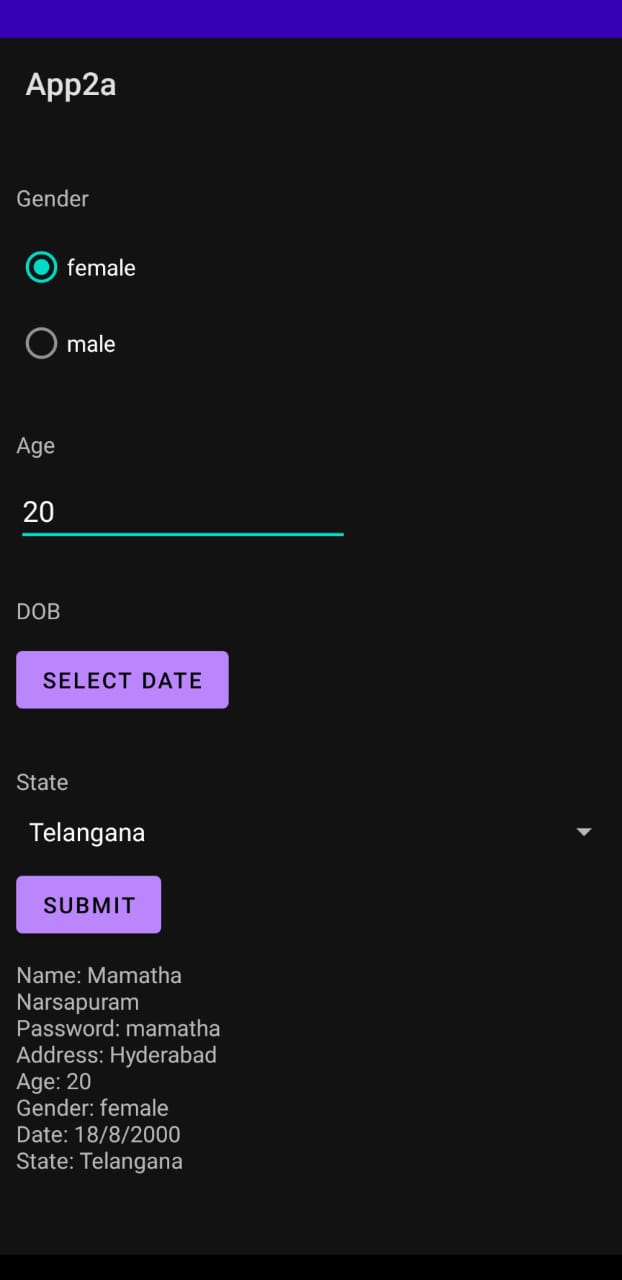 App2a
Gender
female
male
Age
20
DOB
SELECT DATE
State
Telangana
SUBMIT
Name: Mamatha
Narsapuram
Password: mamatha
Address: Hyderabad
Age: 20
Gender: female
Date: 18/8/2000
State: Telangana